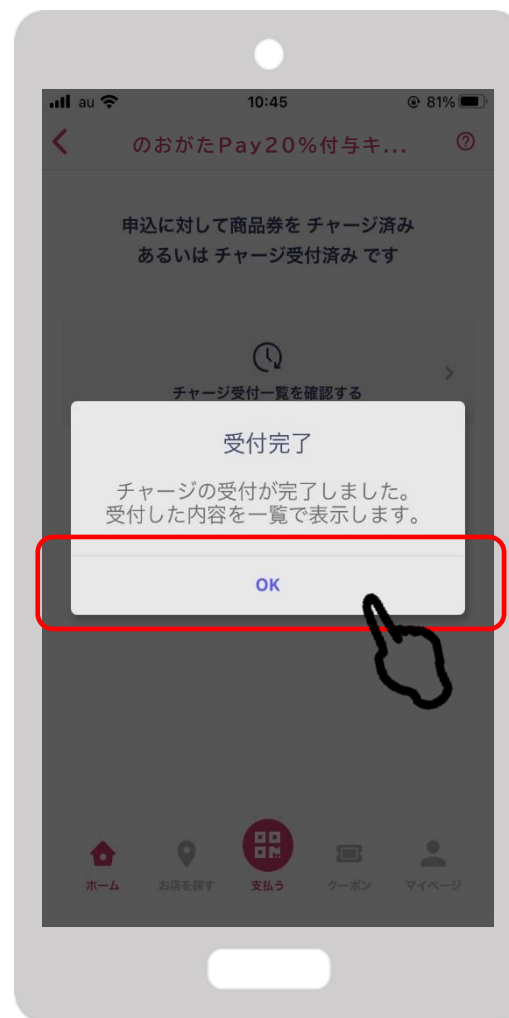 au 10:45 81%
のおがたPay20%付与キ...
申込に対して商品券を チャージ済み
あるいは チャージ受付済み です
チャージ受付一覧を確認する
受付完了
チャージの受付が完了しました。
受付した内容を一覧で表示します。
OK
ホーム お店を探す 支払う クーポン マイページ